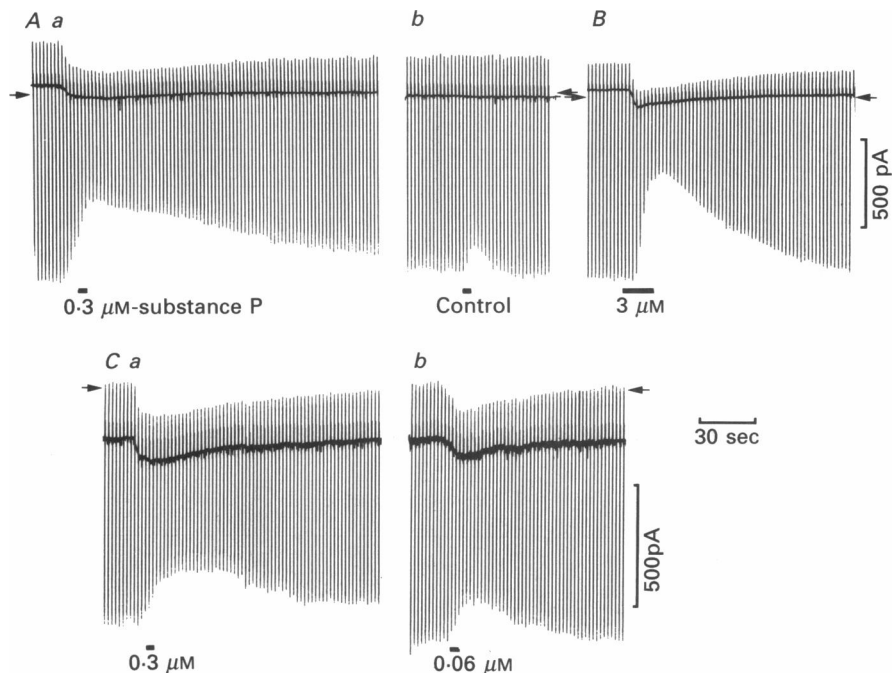 A a
b
B
500 pA
0·3 μM-substance P
Control
3 μM
C a
b
30 sec
500pA
0·3 μM
0·06 μM